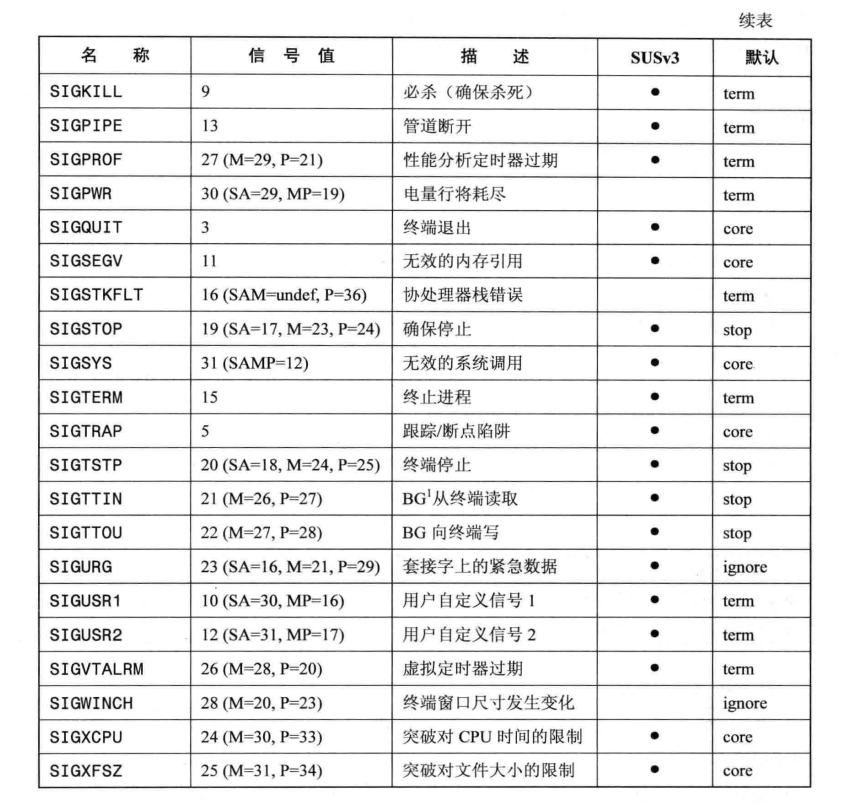 续表
名 称 信 号 值 描 述 SUSv3 默认
SIGKILL 9 必杀（确保杀死） ● term
SIGPIPE 13 管道断开 ● term
SIGPROF 27 (M=29, P=21) 性能分析定时器过期 ● term
SIGPWR 30 (SA=29, MP=19) 电量行将耗尽 term
SIGQUIT 3 终端退出 ● core
SIGSEGV 11 无效的内存引用 ● core
SIGSTKFLT 16 (SAM=undef, P=36) 协处理器栈错误 term
SIGSTOP 19 (SA=17, M=23, P=24) 确保停止 ● stop
SIGSYS 31 (SAMP=12) 无效的系统调用 ● core
SIGTERM 15 终止进程 ● term
SIGTRAP 5 跟踪/断点陷阱 ● core
SIGTSTP 20 (SA=18, M=24, P=25) 终端停止 ● stop
SIGTTIN 21 (M=26, P=27) BG¹从终端读取 ● stop
SIGTTOU 22 (M=27, P=28) BG 向终端写 ● stop
SIGURG 23 (SA=16, M=21, P=29) 套接字上的紧急数据 ● ignore
SIGUSR1 10 (SA=30, MP=16) 用户自定义信号 1 ● term
SIGUSR2 12 (SA=31, MP=17) 用户自定义信号 2 ● term
SIGVTALRM 26 (M=28, P=20) 虚拟定时器过期 ● term
SIGWINCH 28 (M=20, P=23) 终端窗口尺寸发生变化 ignore
SIGXCPU 24 (M=30, P=33) 突破对 CPU 时间的限制 ● core
SIGXFSZ 25 (M=31, P=34) 突破对文件大小的限制 ● core